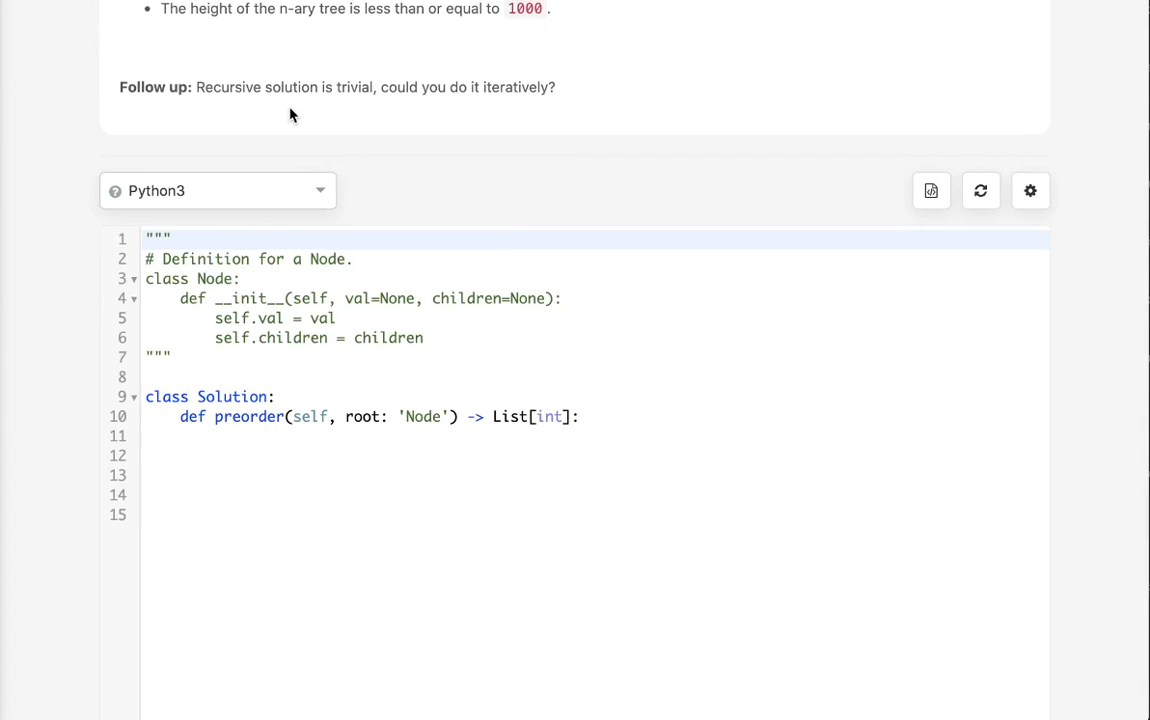 • The height of the n-ary tree is less than or equal to 1000 .
Follow up: Recursive solution is trivial, could you do it iteratively?
Python3
1 """
2 # Definition for a Node.
3 class Node:
4     def __init__(self, val=None, children=None):
5         self.val = val
6         self.children = children
7 """
8
9 class Solution:
10     def preorder(self, root: 'Node') -> List[int]:
11
12
13
14
15